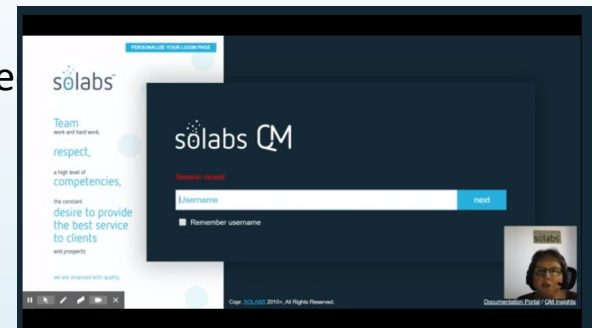 e
PERSONALIZE YOUR LOGIN PAGE
sölabs
Team
work and hard work,
respect,
a high level of
competencies,
the constant
desire to provide
the best service
to clients
and prospects
we are obsessed with quality.
sölabs QM
Session closed
Username
next
Remember username
solabs
Copr. SOLABS 2010+, All Rights Reserved.
Documentation Portal / QM Insights